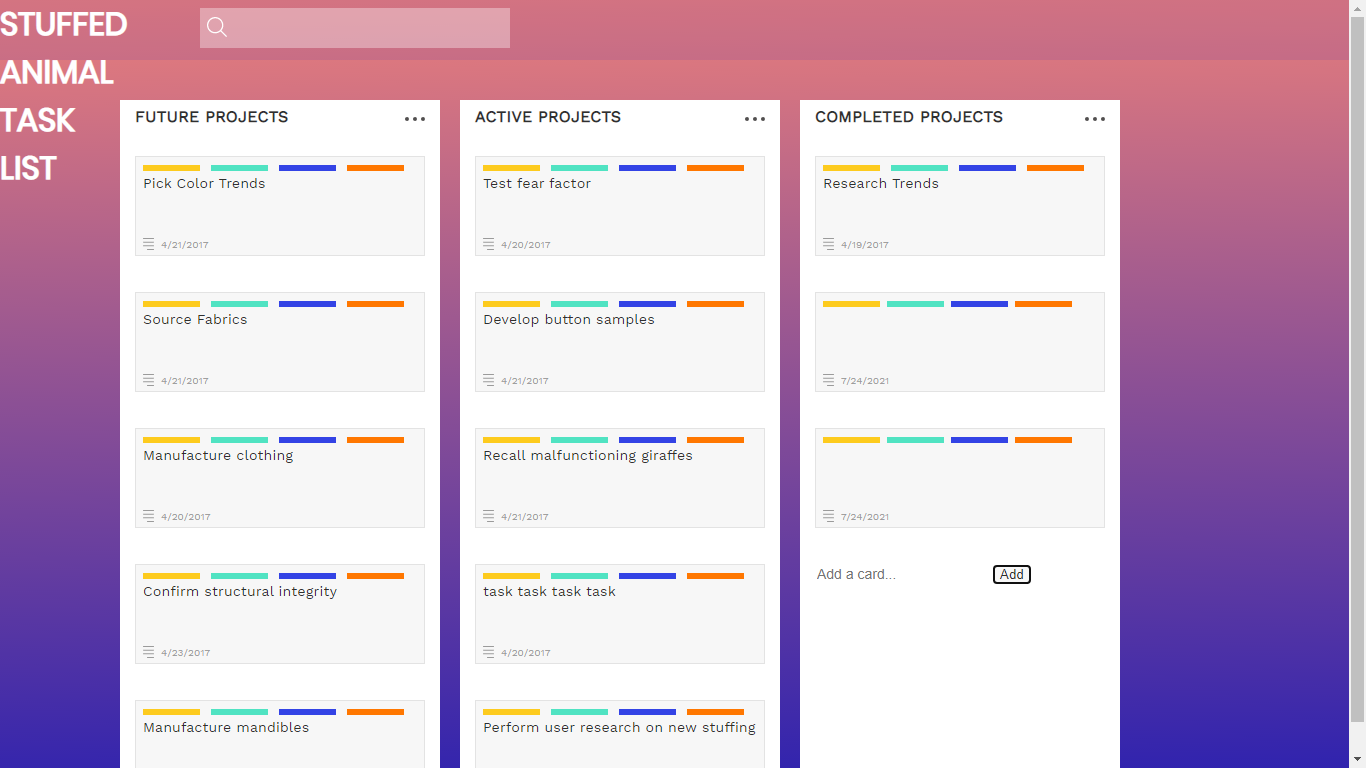 STUFFED
ANIMAL
TASK
LIST
FUTURE PROJECTS
Pick Color Trends
4/21/2017
Source Fabrics
4/21/2017
Manufacture clothing
4/20/2017
Confirm structural integrity
4/23/2017
Manufacture mandibles
ACTIVE PROJECTS
Test fear factor
4/20/2017
Develop button samples
4/21/2017
Recall malfunctioning giraffes
4/21/2017
task task task task
4/20/2017
Perform user research on new stuffing
COMPLETED PROJECTS
Research Trends
4/19/2017
7/24/2021
7/24/2021
Add a card... Add